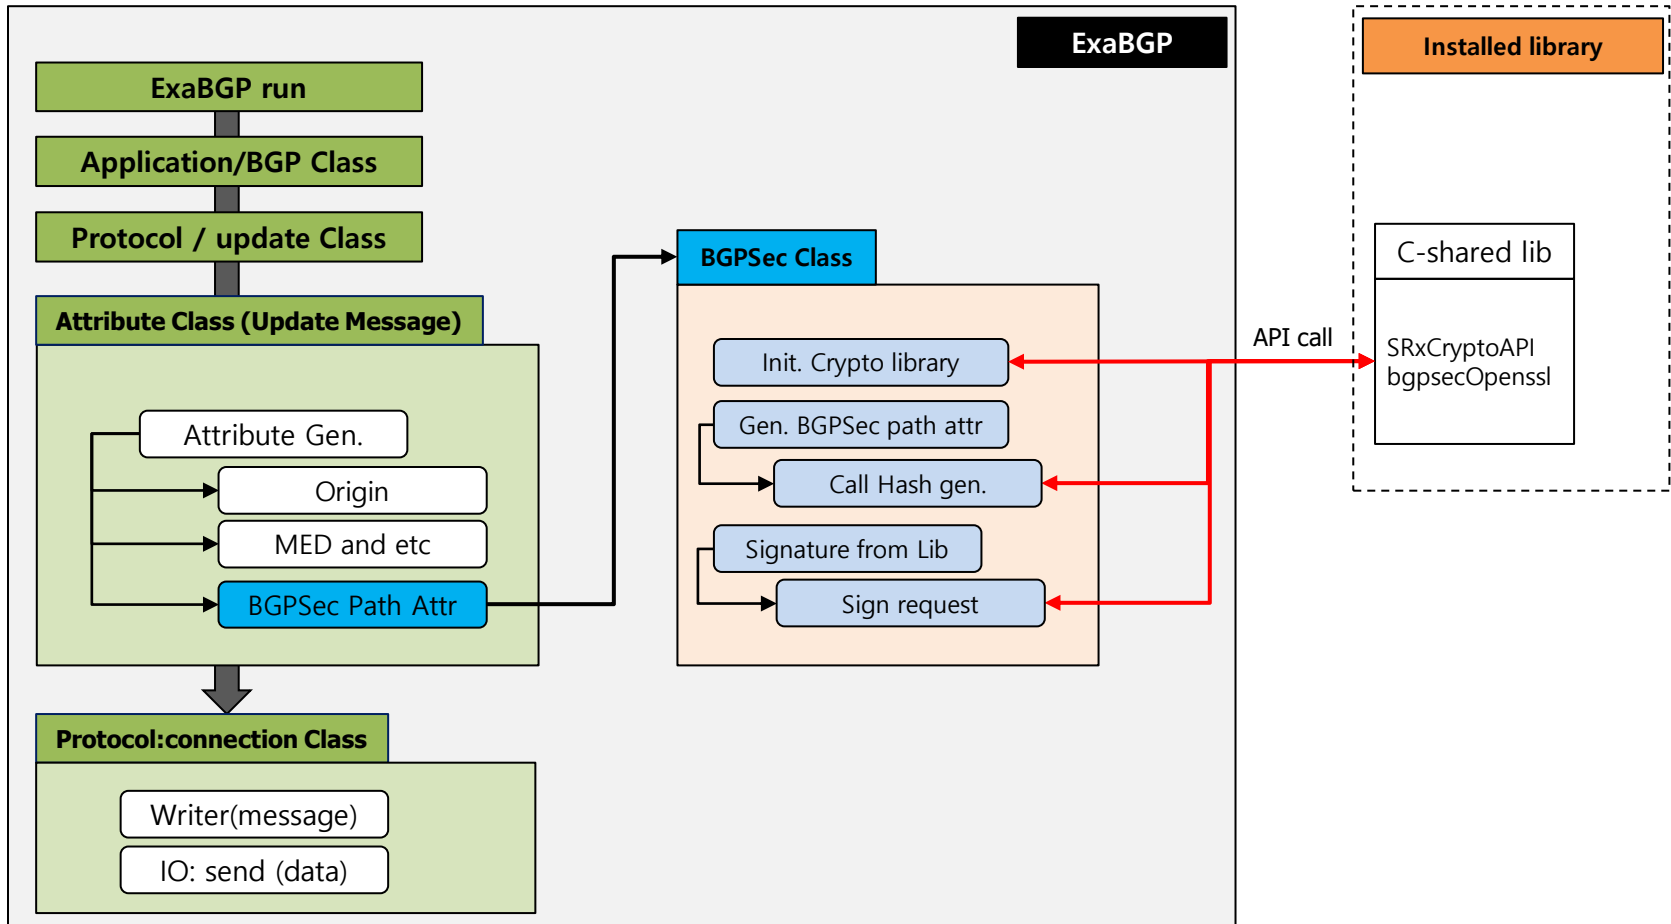 ExaBGP
Installed library
ExaBGP run
Application/BGP Class
Protocol / update Class
Attribute Class (Update Message)
Attribute Gen.
Origin
MED and etc
BGPSec Path Attr
Protocol:connection Class
Writer(message)
IO: send (data)
BGPSec Class
Init. Crypto library
Gen. BGPSec path attr
Call Hash gen.
Signature from Lib
Sign request
API call
C-shared lib
SRxCryptoAPI
bgpsecOpenssl